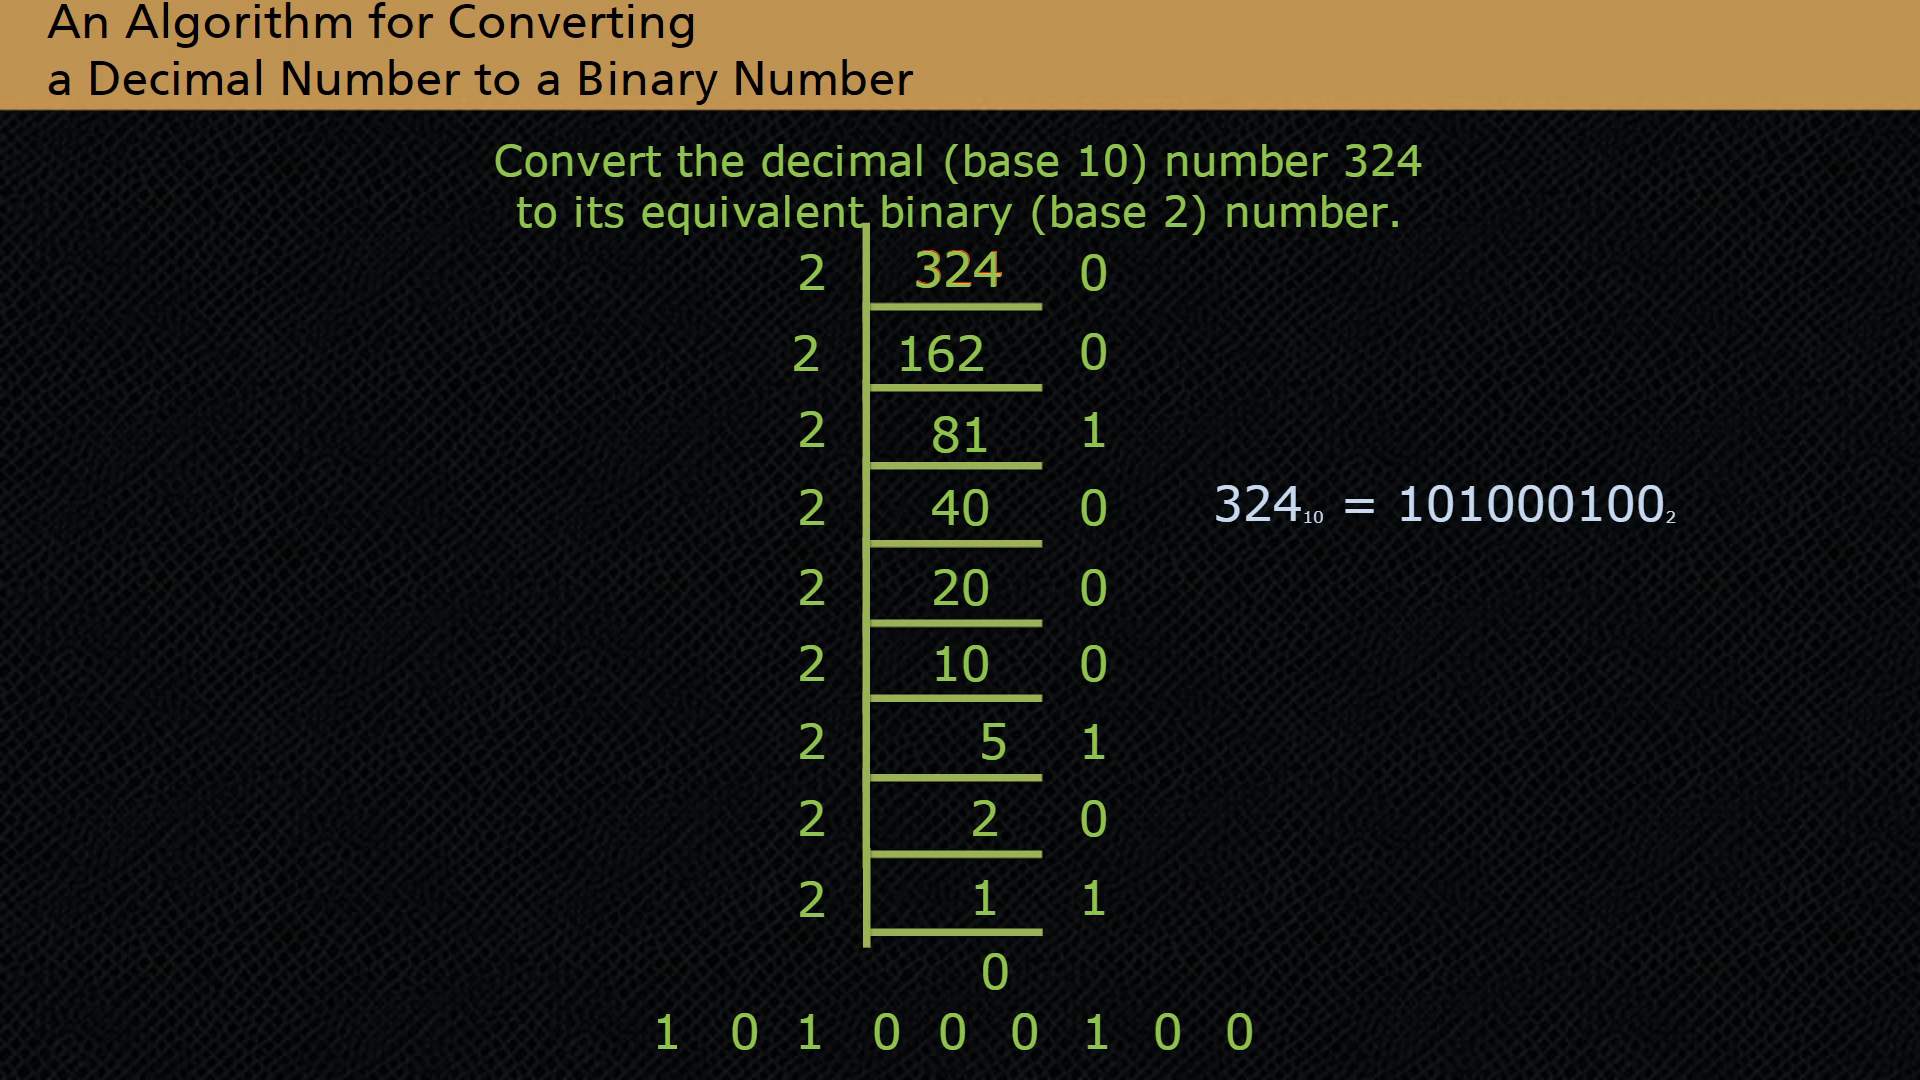 An Algorithm for Converting
a Decimal Number to a Binary Number
Convert the decimal (base 10) number 324
to its equivalent binary (base 2) number.
2 324 0
2 162 0
2 81 1
2 40 0
324₁₀ = 101000100₂
2 20 0
2 10 0
2 5 1
2 2 0
2 1 1
0
1 0 1 0 0 0 1 0 0